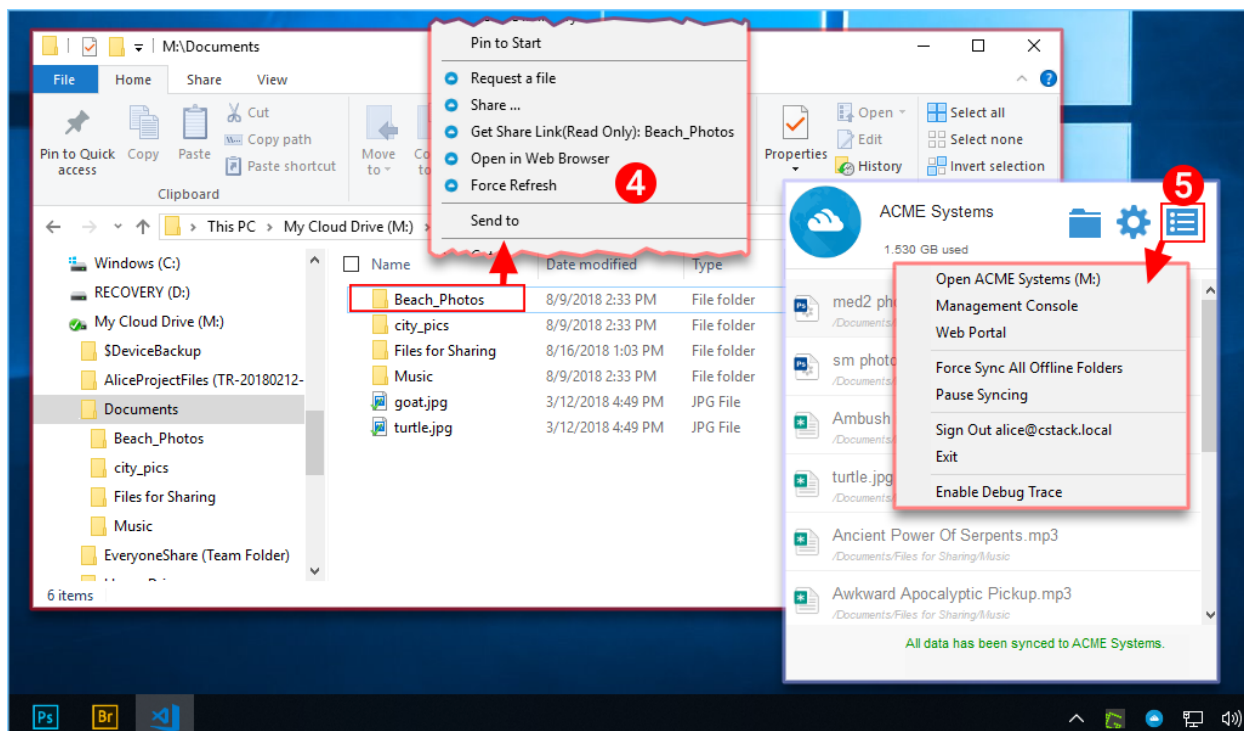 M:\Documents
File Home Share View
Pin to Quick access
Copy
Paste
Cut
Copy path
Paste shortcut
Clipboard
Move to
Properties
Open
Edit
History
Select all
Select none
Invert selection
Pin to Start
Request a file
Share ...
Get Share Link(Read Only): Beach_Photos
Open in Web Browser
Force Refresh
4
Send to
This PC > My Cloud Drive (M:) >
Windows (C:)
RECOVERY (D:)
My Cloud Drive (M:)
$DeviceBackup
AliceProjectFiles (TR-20180212-
Documents
Beach_Photos
city_pics
Files for Sharing
Music
EveryoneShare (Team Folder)
6 items
Name Date modified Type
Beach_Photos 8/9/2018 2:33 PM File folder
city_pics 8/9/2018 2:33 PM File folder
Files for Sharing 8/16/2018 1:03 PM File folder
Music 8/9/2018 2:33 PM File folder
goat.jpg 3/12/2018 4:49 PM JPG File
turtle.jpg 3/12/2018 4:49 PM JPG File
5
ACME Systems
1.530 GB used
Open ACME Systems (M:)
Management Console
Web Portal
Force Sync All Offline Folders
Pause Syncing
Sign Out alice@cstack.local
Exit
Enable Debug Trace
med2
/Documents
sm photo
/Documents
Ambush
/Documents
turtle.jpg
/Documents
Ancient Power Of Serpents.mp3
/Documents/Files for Sharing/Music
Awkward Apocalyptic Pickup.mp3
/Documents/Files for Sharing/Music
All data has been synced to ACME Systems.
Ps Br